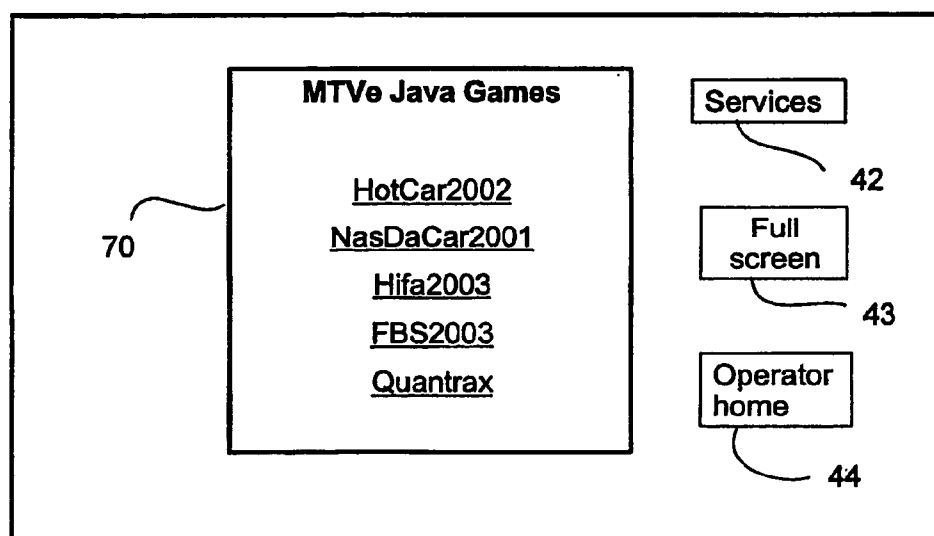 MTVe Java Games
HotCar2002
NasDaCar2001
Hifa2003
FBS2003
Quantrax
70
Services
42
Full
screen
43
Operator
home
44